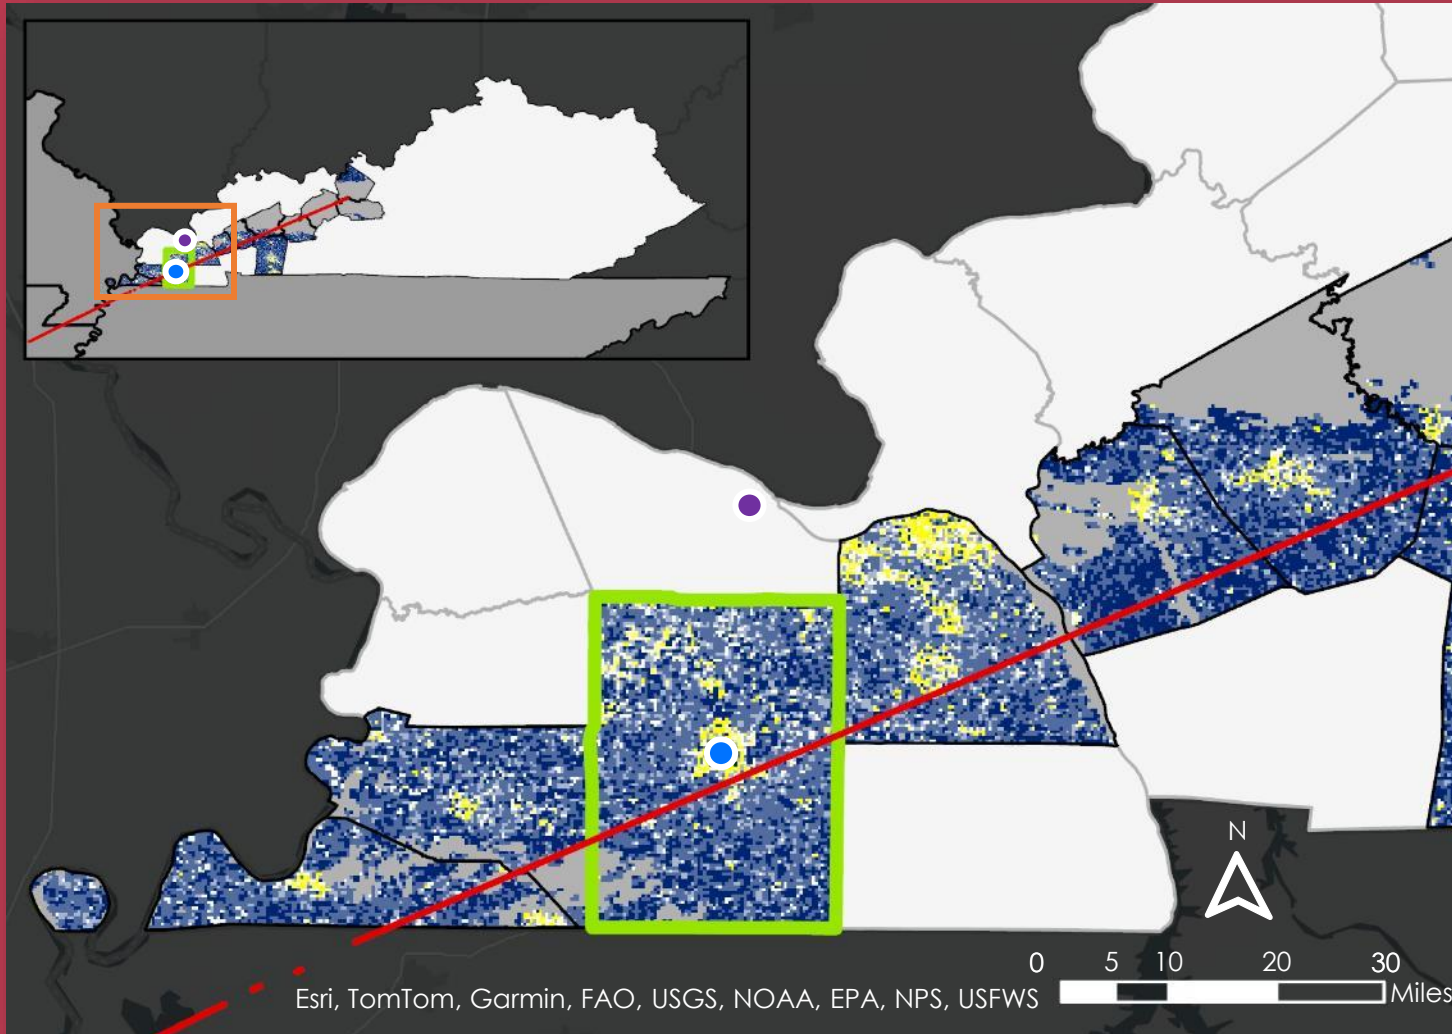 N
0 5 10 20 30
Miles
Esri, TomTom, Garmin, FAO, USGS, NOAA, EPA, NPS, USFWS